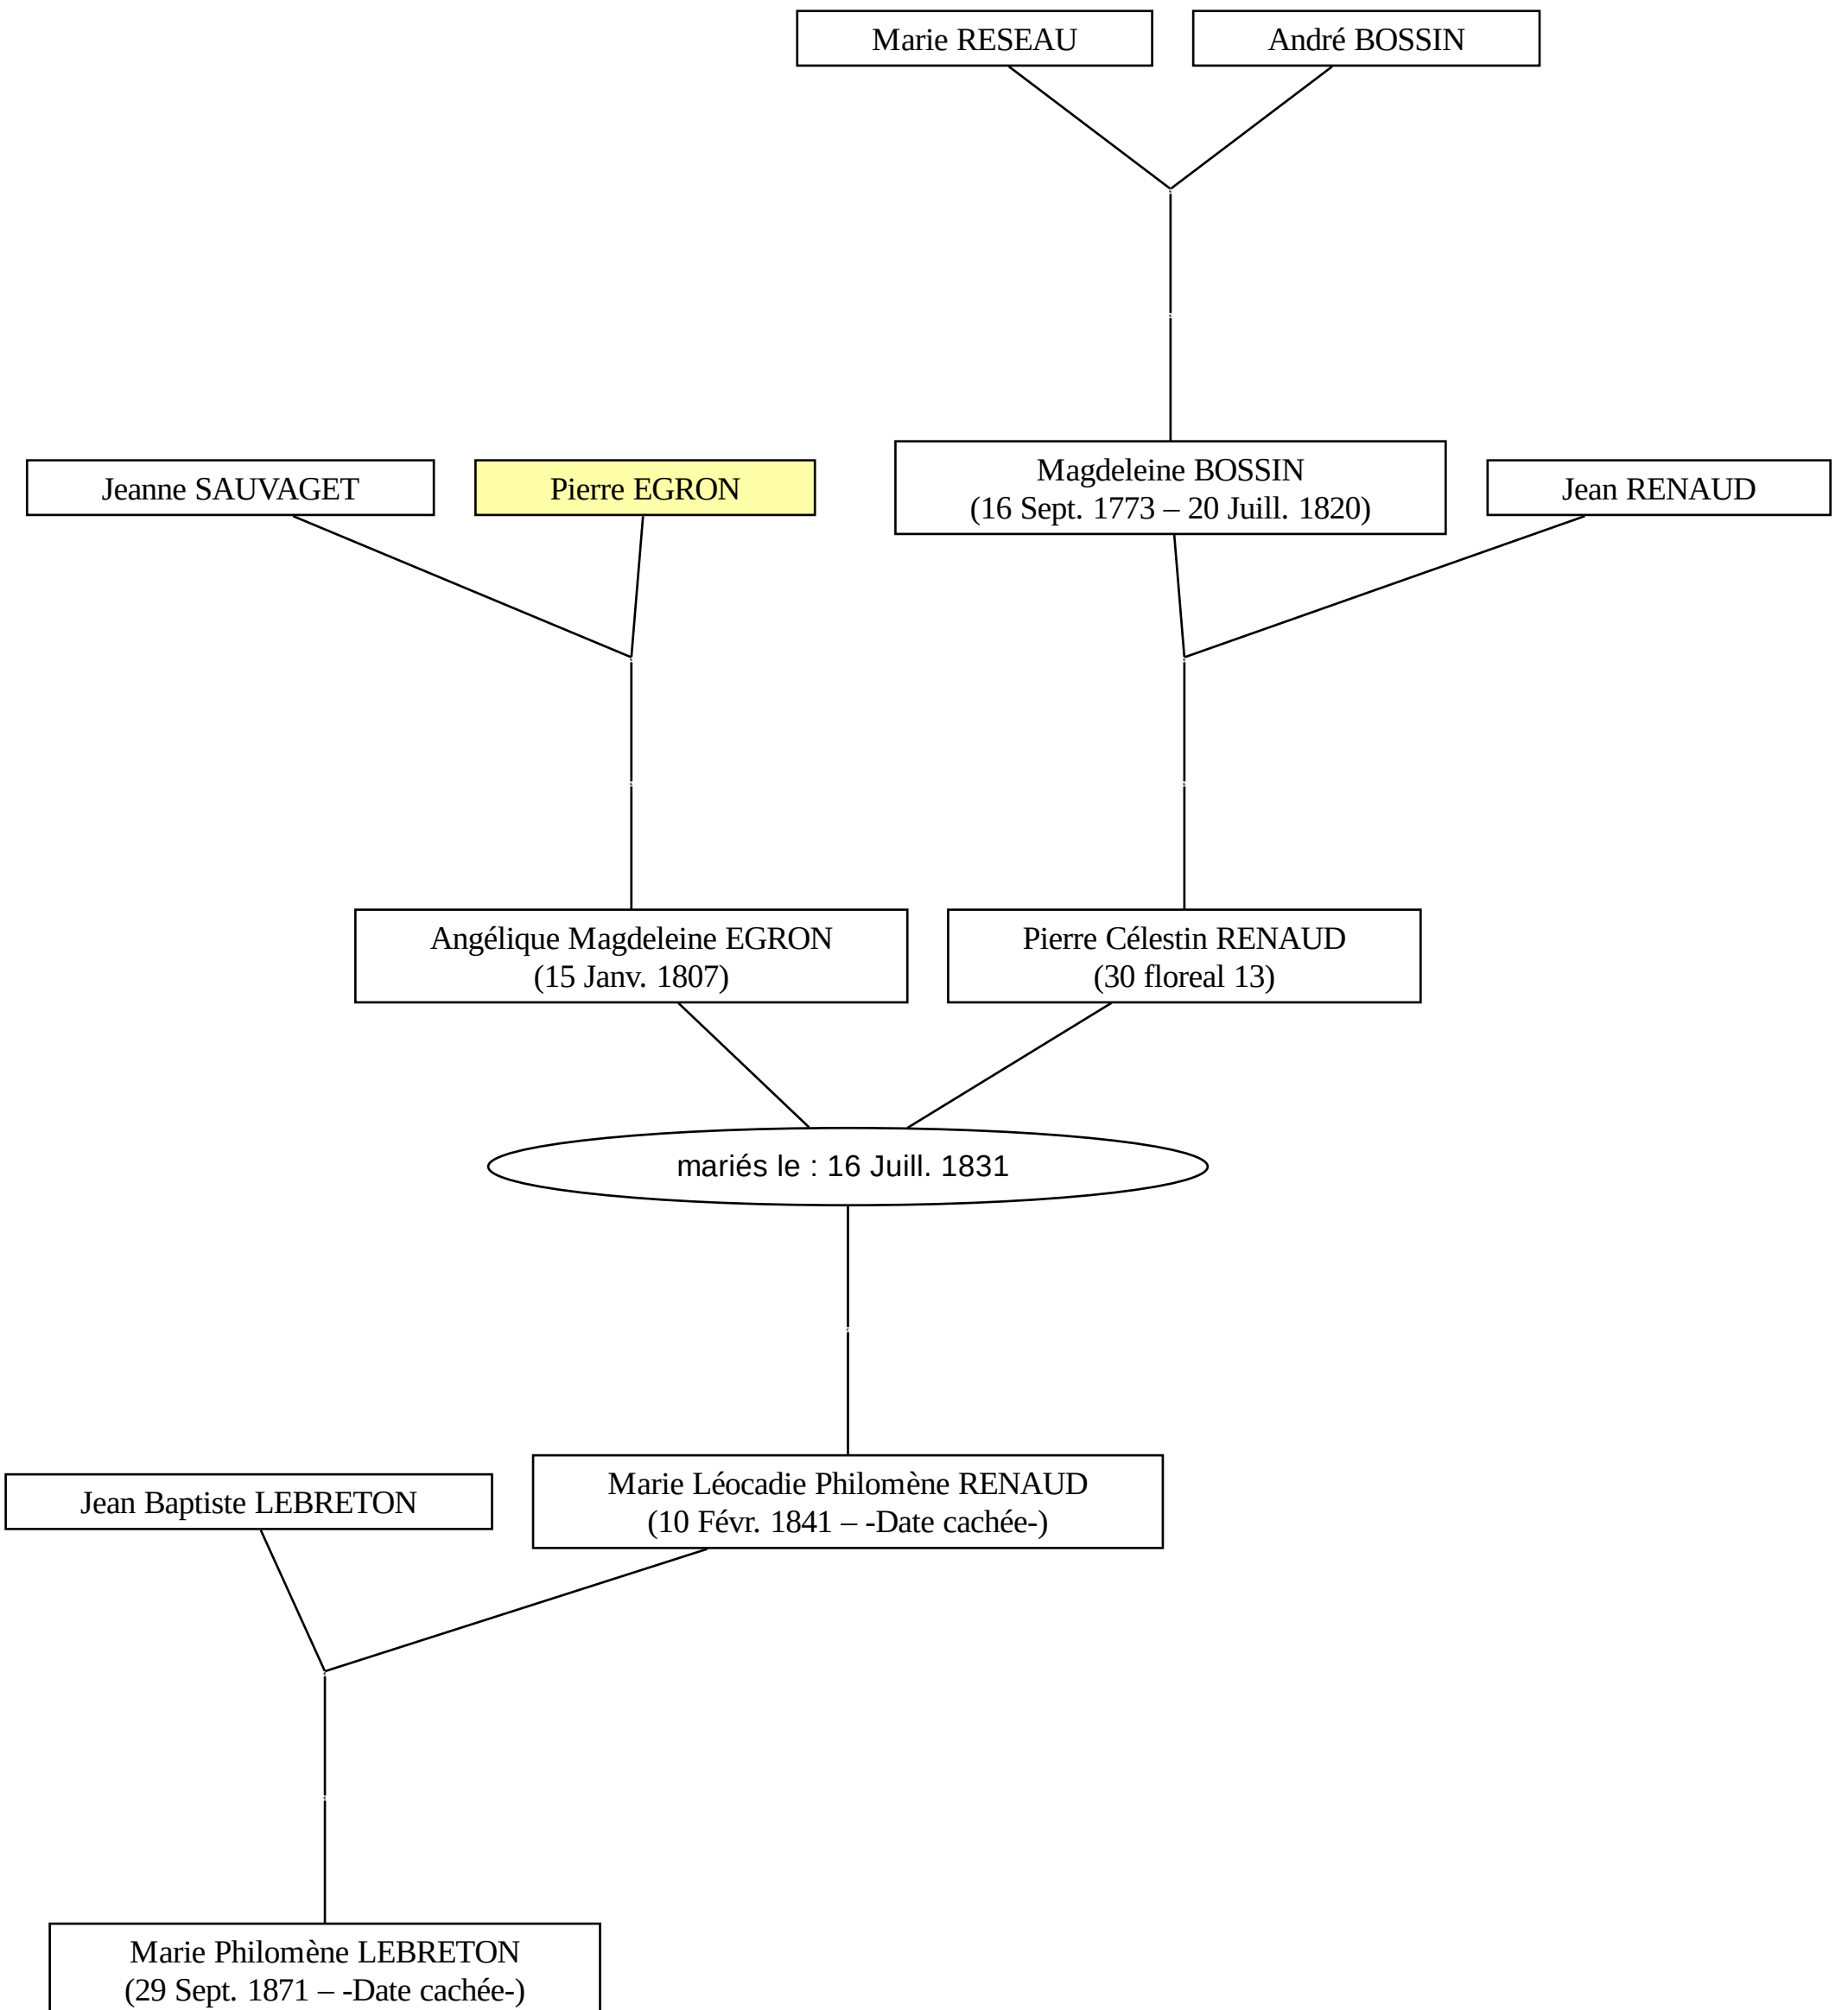 Marie RESEAU
André BOSSIN
Magdeleine BOSSIN
(16 Sept. 1773 – 20 Juill. 1820)
Jeanne SAUVAGET
Pierre EGRON
Jean RENAUD
Angélique Magdeleine EGRON
(15 Janv. 1807)
Pierre Célestin RENAUD
(30 floreal 13)
mariés le : 16 Juill. 1831
Marie Léocadie Philomène RENAUD
(10 Févr. 1841 – -Date cachée-)
Jean Baptiste LEBRETON
Marie Philomène LEBRETON
(29 Sept. 1871 – -Date cachée-)